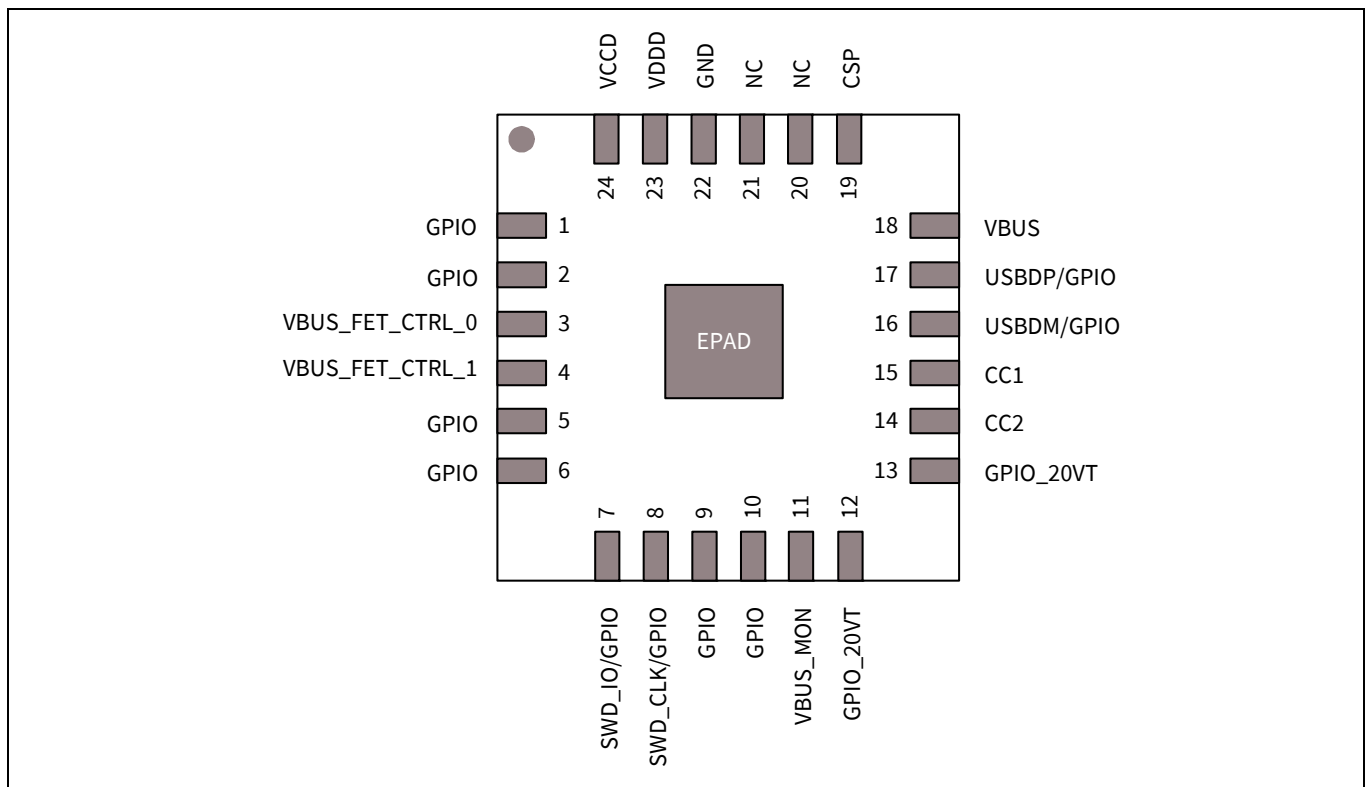 VCCD
VDDD
GND
NC
NC
CSP
24
23
22
21
20
19
GPIO 1
GPIO 2
VBUS_FET_CTRL_0 3
VBUS_FET_CTRL_1 4
GPIO 5
GPIO 6
EPAD
18 VBUS
17 USBDP/GPIO
16 USBDM/GPIO
15 CC1
14 CC2
13 GPIO_20VT
7
8
9
10
11
12
SWD_IO/GPIO
SWD_CLK/GPIO
GPIO
GPIO
VBUS_MON
GPIO_20VT